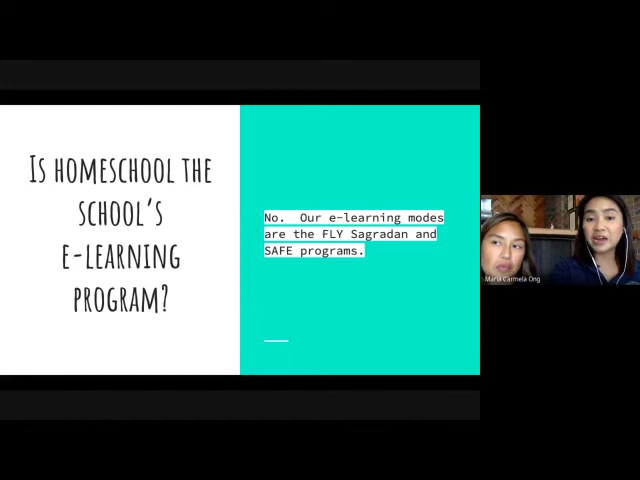 Is homeschool the
school's
e-learning
program?
No.  Our e-learning modes
are the FLY Sagradan and
SAFE programs.
Maria Carmela Ong